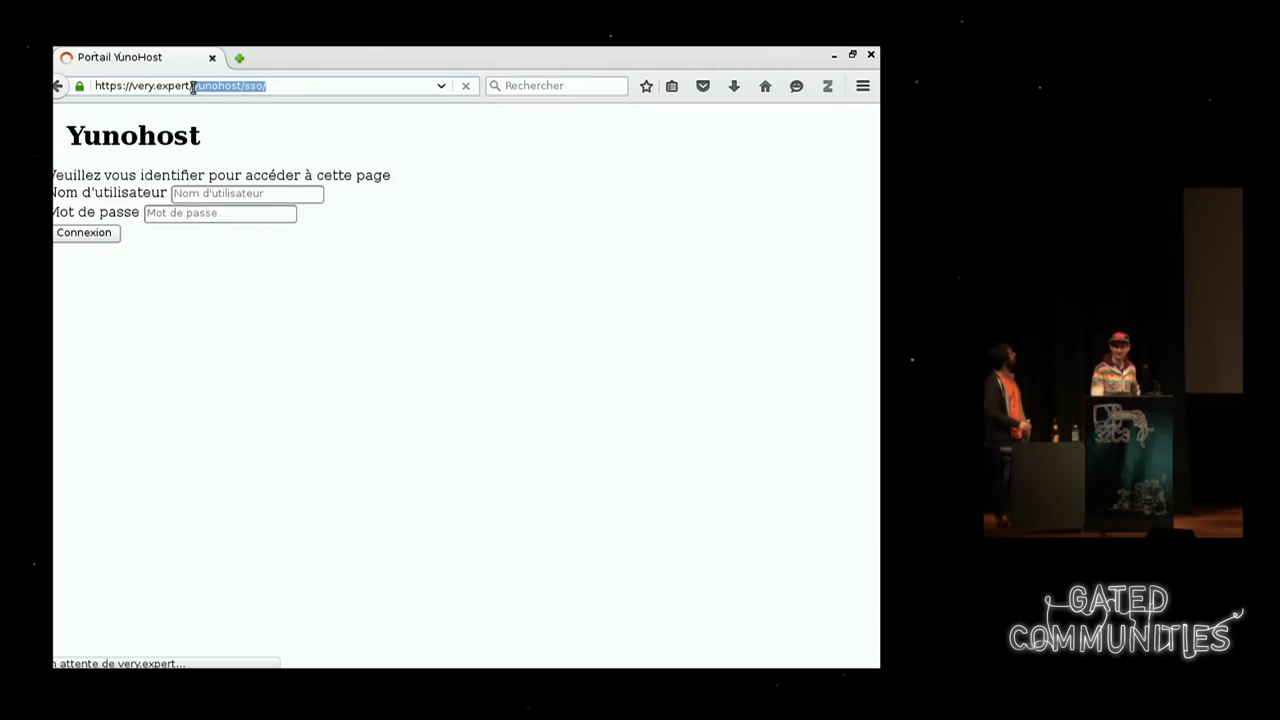 Portail YunoHost
https://very.expert/yunohost/sso/
Rechercher
Yunohost
Veuillez vous identifier pour accéder à cette page
Nom d'utilisateur Nom d'utilisateur
Mot de passe Mot de passe
Connexion
n attente de very.expert...
32C3
GATED
COMMUNITIES